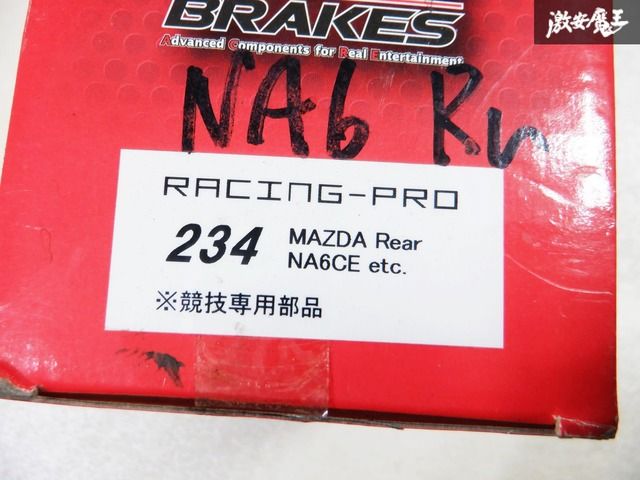 激安魔王
BRAKES
Advanced Components for Real Entertainment
NA6 Rr
RACING-PRO
234 MAZDA Rear
NA6CE etc.
※競技専用部品